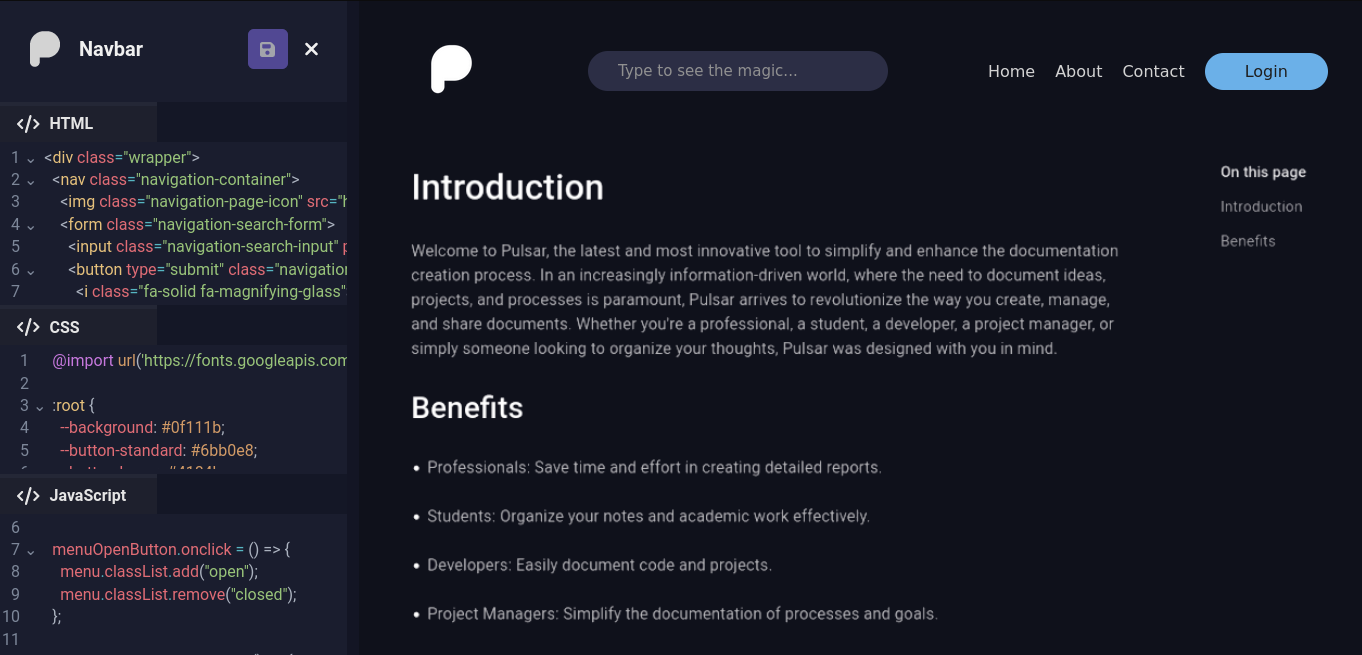 Navbar
HTML
1 <div class="wrapper">
2 <nav class="navigation-container">
3 <img class="navigation-page-icon" src="h
4 <form class="navigation-search-form">
5 <input class="navigation-search-input" p
6 <button type="submit" class="navigation
7 <i class="fa-solid fa-magnifying-glass"
CSS
1 @import url('https://fonts.googleapis.com
2
3 :root {
4 --background: #0f111b;
5 --button-standard: #6bb0e8;
JavaScript
6
7 menuOpenButton.onclick = () => {
8 menu.classList.add("open");
9 menu.classList.remove("closed");
10 };
11
Type to see the magic...
Home About Contact Login
Introduction
Welcome to Pulsar, the latest and most innovative tool to simplify and enhance the documentation
creation process. In an increasingly information-driven world, where the need to document ideas,
projects, and processes is paramount, Pulsar arrives to revolutionize the way you create, manage,
and share documents. Whether you're a professional, a student, a developer, a project manager, or
simply someone looking to organize your thoughts, Pulsar was designed with you in mind.
Benefits
• Professionals: Save time and effort in creating detailed reports.
• Students: Organize your notes and academic work effectively.
• Developers: Easily document code and projects.
• Project Managers: Simplify the documentation of processes and goals.
On this page
Introduction
Benefits